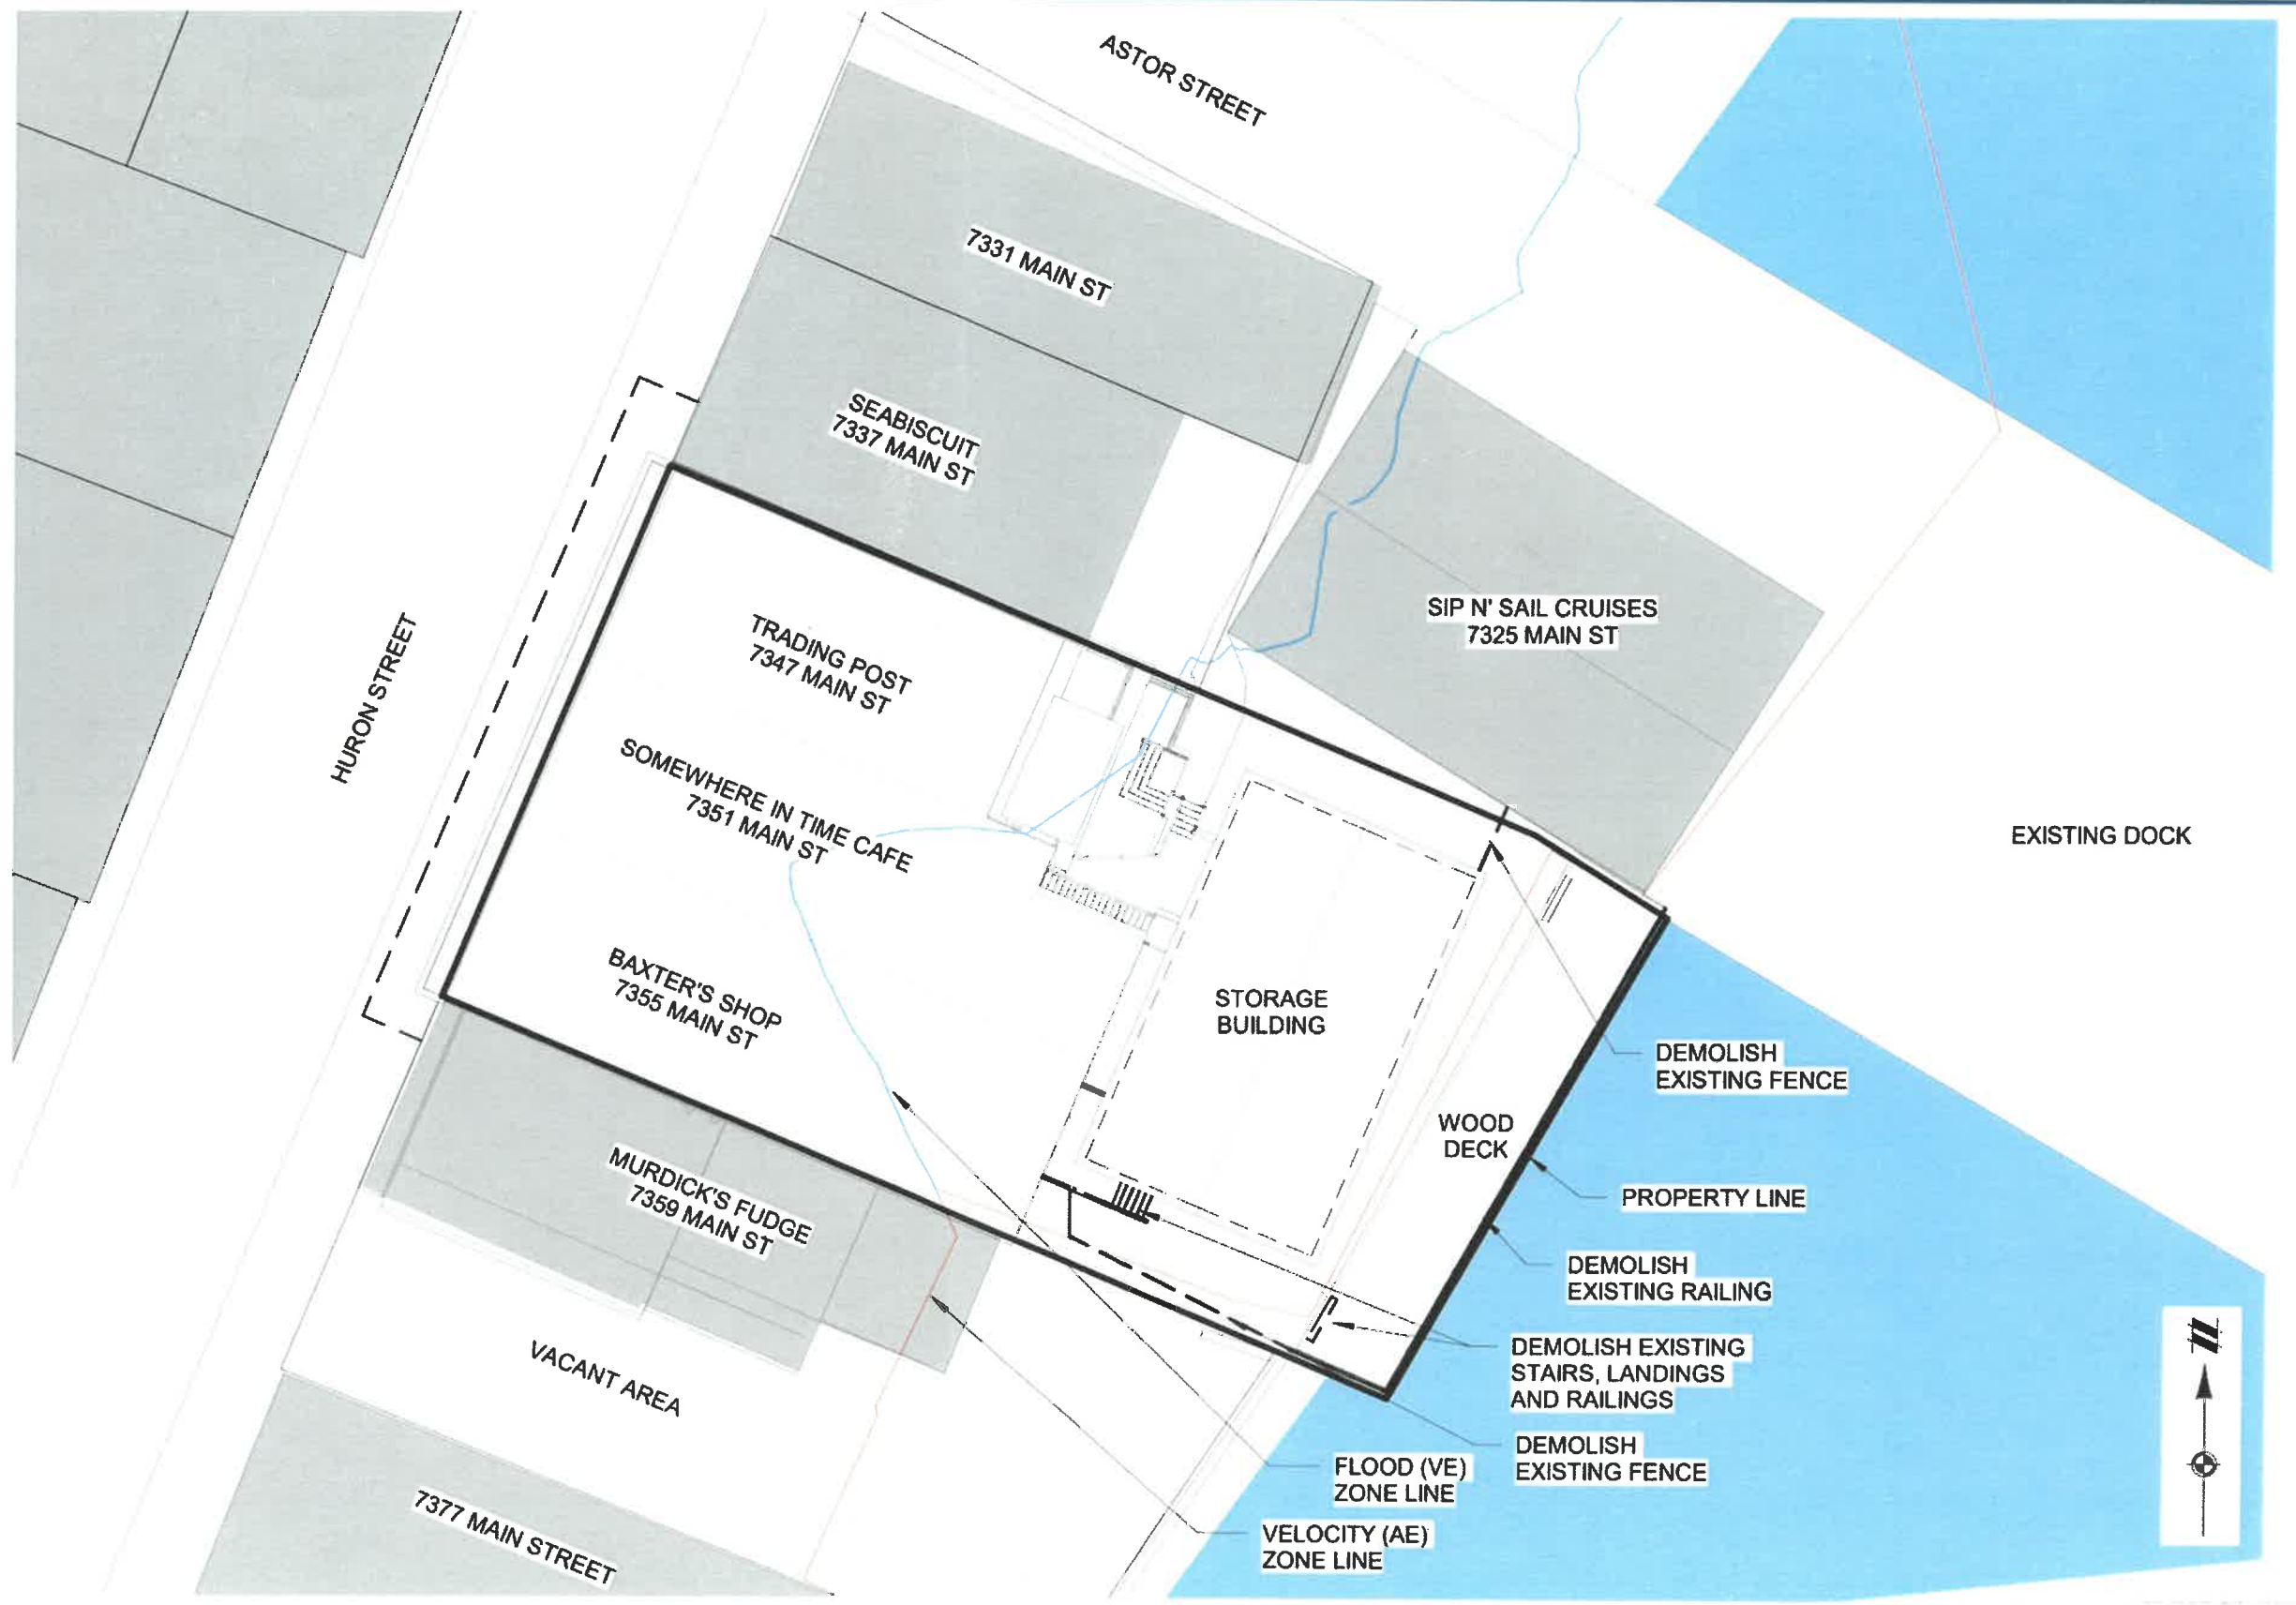 ASTOR STREET
7331 MAIN ST
SEABISCUIT
7337 MAIN ST
SIP N' SAIL CRUISES
7325 MAIN ST
HURON STREET
TRADING POST
7347 MAIN ST
SOMEWHERE IN TIME CAFE
7351 MAIN ST
EXISTING DOCK
BAXTER'S SHOP
7355 MAIN ST
STORAGE
BUILDING
DEMOLISH
EXISTING FENCE
WOOD
DECK
MURDICK'S FUDGE
7359 MAIN ST
PROPERTY LINE
DEMOLISH
EXISTING RAILING
VACANT AREA
DEMOLISH EXISTING
STAIRS, LANDINGS
AND RAILINGS
DEMOLISH
EXISTING FENCE
FLOOD (VE)
ZONE LINE
7377 MAIN STREET
VELOCITY (AE)
ZONE LINE